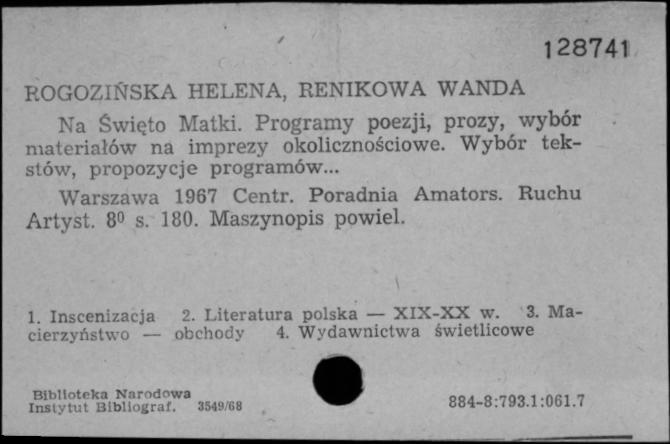 128741
ROGOZIŃSKA HELENA, RENIKOWA WANDA
Na Święto Matki. Programy poezji, prozy, wybór
materiałów na imprezy okolicznościowe. Wybór tek-
stów, propozycje programów...
Warszawa 1967 Centr. Poradnia Amators. Ruchu
Artyst. 8⁰ s. 180. Maszynopis powiel.
1. Inscenizacja 2. Literatura polska — XIX-XX w. 3. Ma-
cierzyństwo — obchody 4. Wydawnictwa świetlicowe
Biblioteka Narodowa
Instytut Bibliograf. 3549/68
884-8:793.1:061.7